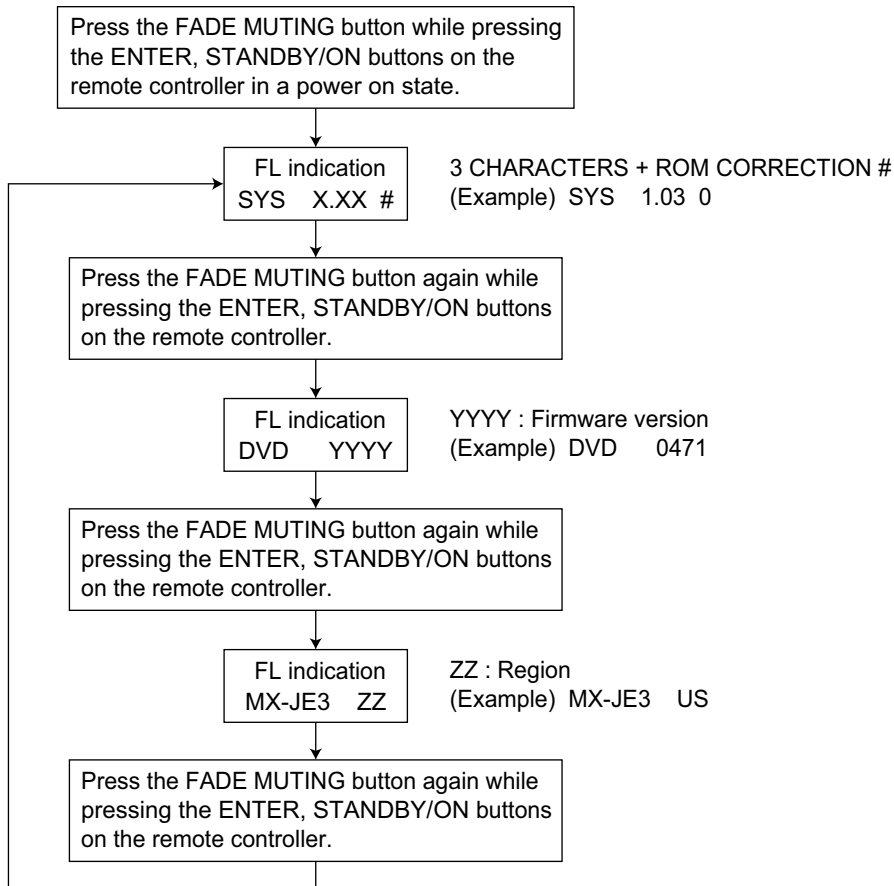 Press the FADE MUTING button while pressing
the ENTER, STANDBY/ON buttons on the
remote controller in a power on state.
FL indication
SYS X.XX #
3 CHARACTERS + ROM CORRECTION #
(Example) SYS 1.03 0
Press the FADE MUTING button again while
pressing the ENTER, STANDBY/ON buttons
on the remote controller.
FL indication
DVD YYYY
YYYY : Firmware version
(Example) DVD 0471
Press the FADE MUTING button again while
pressing the ENTER, STANDBY/ON buttons
on the remote controller.
FL indication
MX-JE3 ZZ
ZZ : Region
(Example) MX-JE3 US
Press the FADE MUTING button again while
pressing the ENTER, STANDBY/ON buttons
on the remote controller.